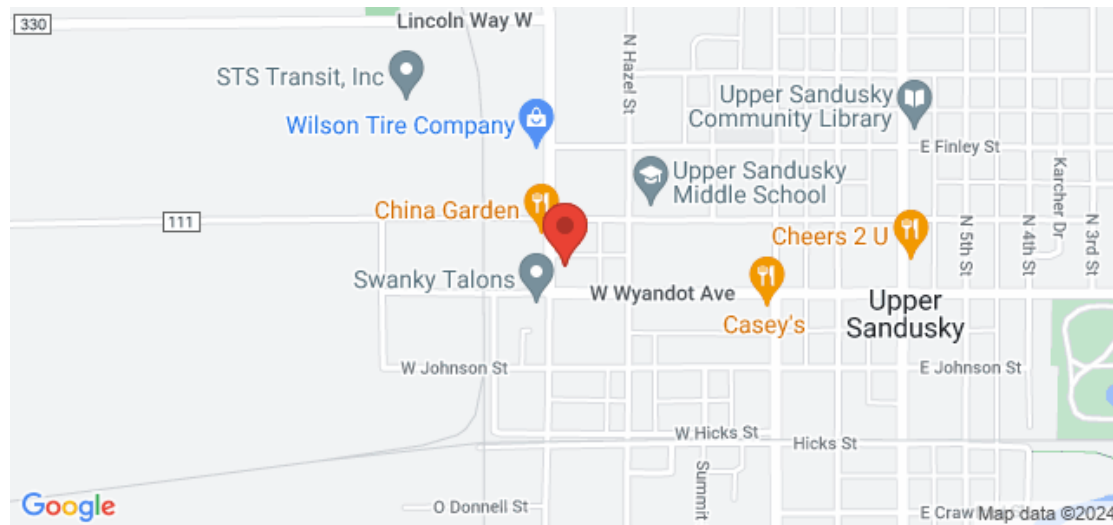 330
Lincoln Way W
N Hazel St
STS Transit, Inc
Wilson Tire Company
Upper Sandusky
Community Library
E Finley St
Karcher Dr
Upper Sandusky
Middle School
China Garden
111
Cheers 2 U
N 5th St
N 4th St
N 3rd St
Swanky Talons
W Wyandot Ave
Casey's
Upper
Sandusky
W Johnson St
E Johnson St
W Hicks St
Hicks St
Summit
Google
O Donnell St
E Craw
Map data ©2024